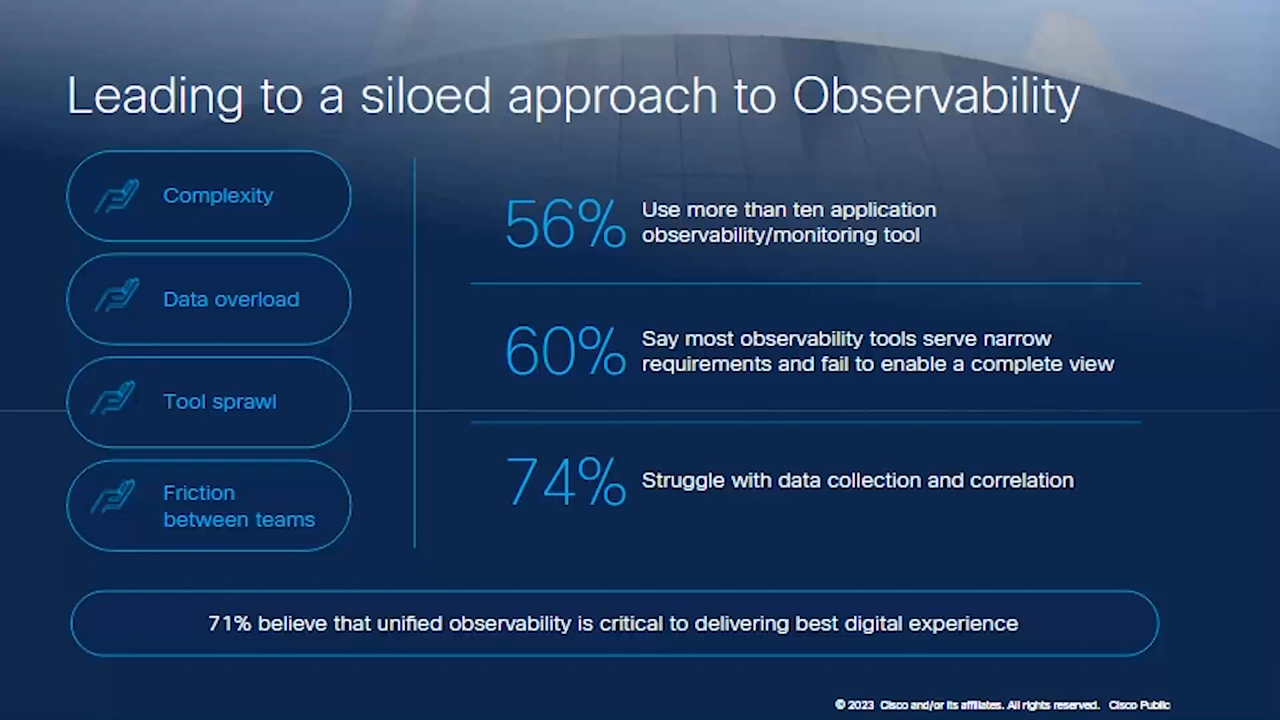 Leading to a siloed approach to Observability
Complexity
Data overload
Tool sprawl
Friction
between teams
56%
Use more than ten application
observability/monitoring tool
60%
Say most observability tools serve narrow
requirements and fail to enable a complete view
74%
Struggle with data collection and correlation
71% believe that unified observability is critical to delivering best digital experience
© 2023 Cisco and/or its affiliates. All rights reserved. Cisco Public